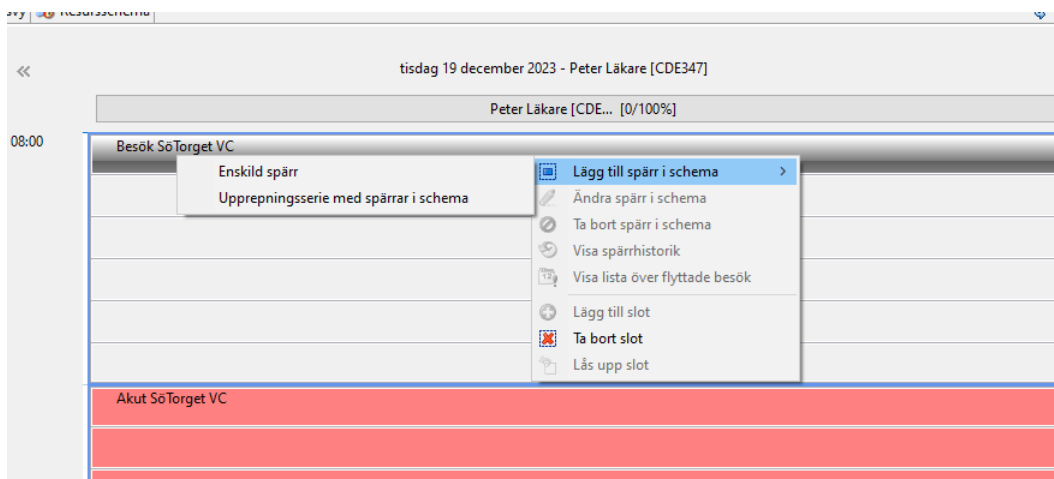 Resursschema
«
tisdag 19 december 2023 - Peter Läkare [CDE347]
Peter Läkare [CDE... [0/100%]
08:00
Besök SöTorget VC
Enskild spärr
Upprepningsserie med spärrar i schema
Lägg till spärr i schema
Ändra spärr i schema
Ta bort spärr i schema
Visa spärrhistorik
Visa lista över flyttade besök
Lägg till slot
Ta bort slot
Lås upp slot
Akut SöTorget VC